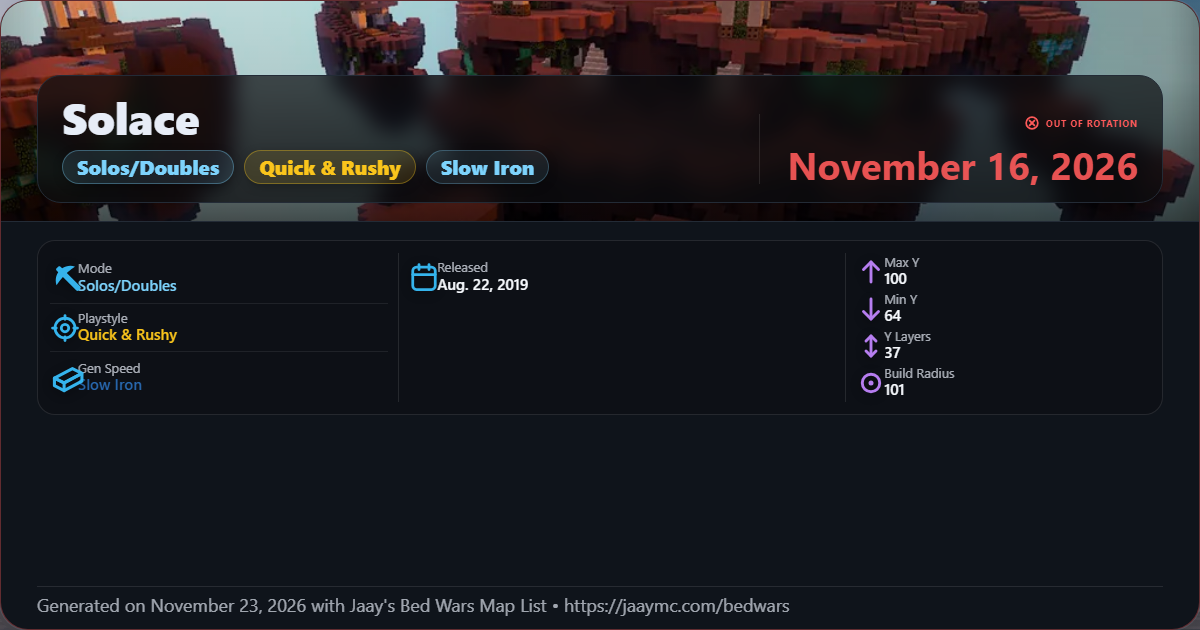 Solace
Solos/Doubles
Quick & Rushy
Slow Iron
OUT OF ROTATION
November 16, 2026
Mode
Solos/Doubles
Playstyle
Quick & Rushy
Gen Speed
Slow Iron
Released
Aug. 22, 2019
Max Y
100
Min Y
64
Y Layers
37
Build Radius
101
Generated on November 23, 2026 with Jaay's Bed Wars Map List • https://jaaymc.com/bedwars